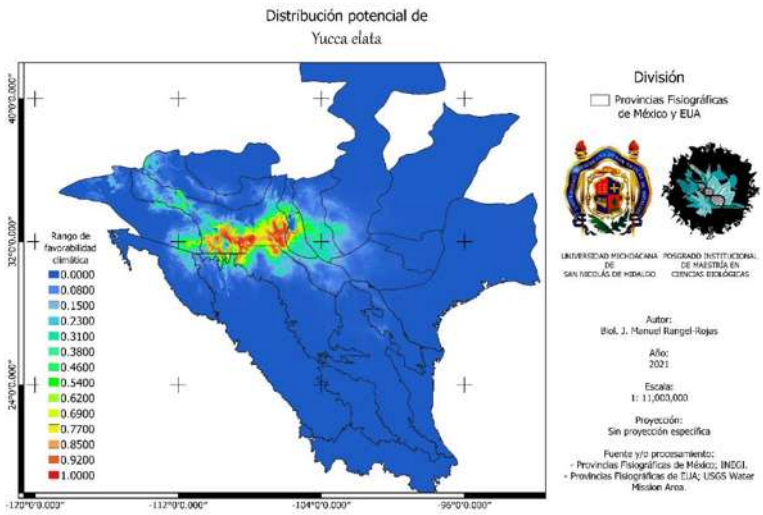 Distribución potencial de
Yucca elata
40°0'0.000"
32°0'0.000"
24°0'0.000"
-120°0'0.000"
-112°0'0.000"
-104°0'0.000"
-96°0'0.000"
Rango de
favorabilidad
climática
0.0000
0.0800
0.1500
0.2300
0.3100
0.3800
0.4600
0.5400
0.6200
0.6900
0.7700
0.8500
0.9200
1.0000
División
Provincias Fisiográficas
de México y EUA
UNIVERSIDAD MICHOACANA
DE
SAN NICOLÁS DE HIDALGO
POSGRADO INSTITUCIONAL
DE MAESTRÍA EN
CIENCIAS BIOLÓGICAS
Autor:
Biol. J. Manuel Rangel-Rojas
Año:
2021
Escala:
1: 11,000,000
Proyección:
Sin proyección específica
Fuente y/o procesamiento:
- Provincias Fisiográficas de México; INEGI.
- Provincias Fisiográficas de EUA; USGS Water
Mission Area.